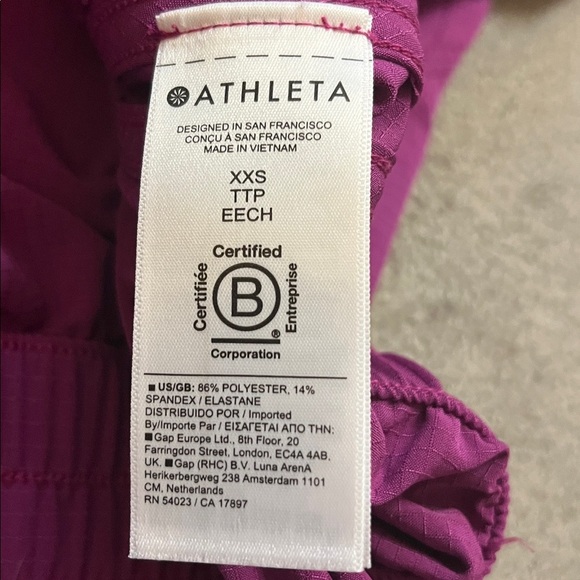 ATHLETA
DESIGNED IN SAN FRANCISCO
CONÇU À SAN FRANCISCO
MADE IN VIETNAM
XXS
TTP
EECH
Certified
Certifiée
B
Entreprise
®
Corporation
■ US/GB: 86% POLYESTER, 14%
SPANDEX / ELASTANE
DISTRIBUIDO POR / Imported
By/Importe Par / ΕΙΣΑΓΕΤΑΙ ΑΠΟ ΤΗΝ:
■ Gap Europe Ltd., 8th Floor, 20
Farringdon Street, London, EC4A 4AB,
UK. ■ Gap (RHC) B.V. Luna ArenA
Herikerbergweg 238 Amsterdam 1101
CM, Netherlands
RN 54023 / CA 17897